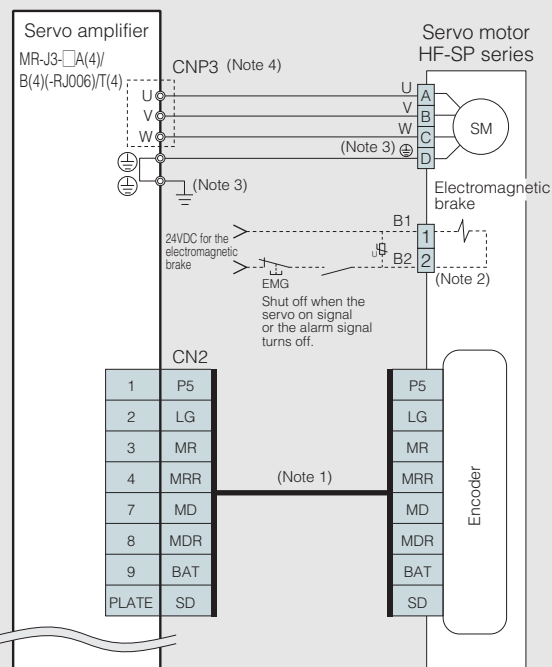 Servo amplifier
MR-J3-□A(4)/
B(4)(-RJ006)/T(4)
CNP3 (Note 4)
U
V
W
Servo motor
HF-SP series
U
V
W
(Note 3)
A
B
C
D
SM
(Note 3)
Electromagnetic
brake
24VDC for the
electromagnetic
brake
B1
B2
U
1
2
(Note 2)
EMG
Shut off when the
servo on signal
or the alarm signal
turns off.
CN2
1 P5
2 LG
3 MR
4 MRR
7 MD
8 MDR
9 BAT
PLATE SD
(Note 1)
P5
LG
MR
MRR
MD
MDR
BAT
SD
Encoder